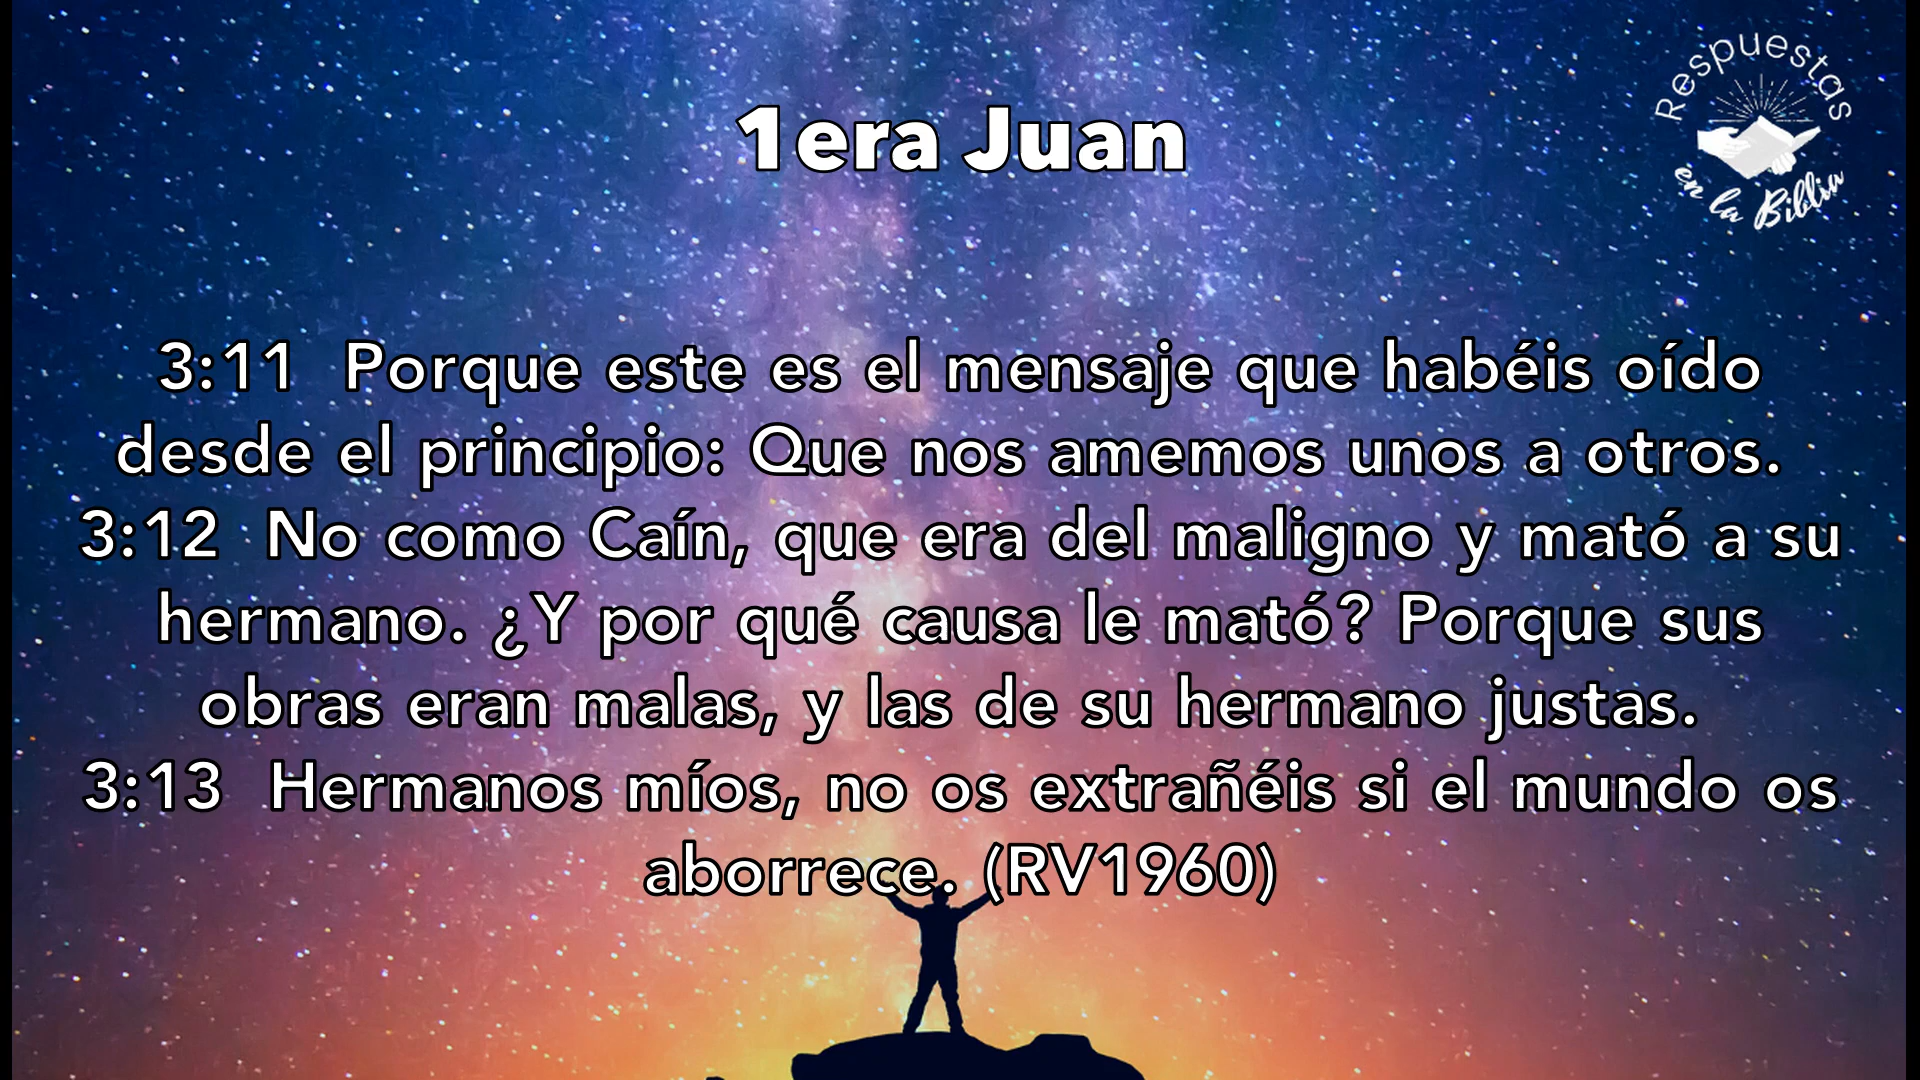 Respuestas
en la Biblia
1era Juan
3:11 Porque este es el mensaje que habéis oído
desde el principio: Que nos amemos unos a otros.
3:12 No como Caín, que era del maligno y mató a su
hermano. ¿Y por qué causa le mató? Porque sus
obras eran malas, y las de su hermano justas.
3:13 Hermanos míos, no os extrañéis si el mundo os
aborrece. (RV1960)